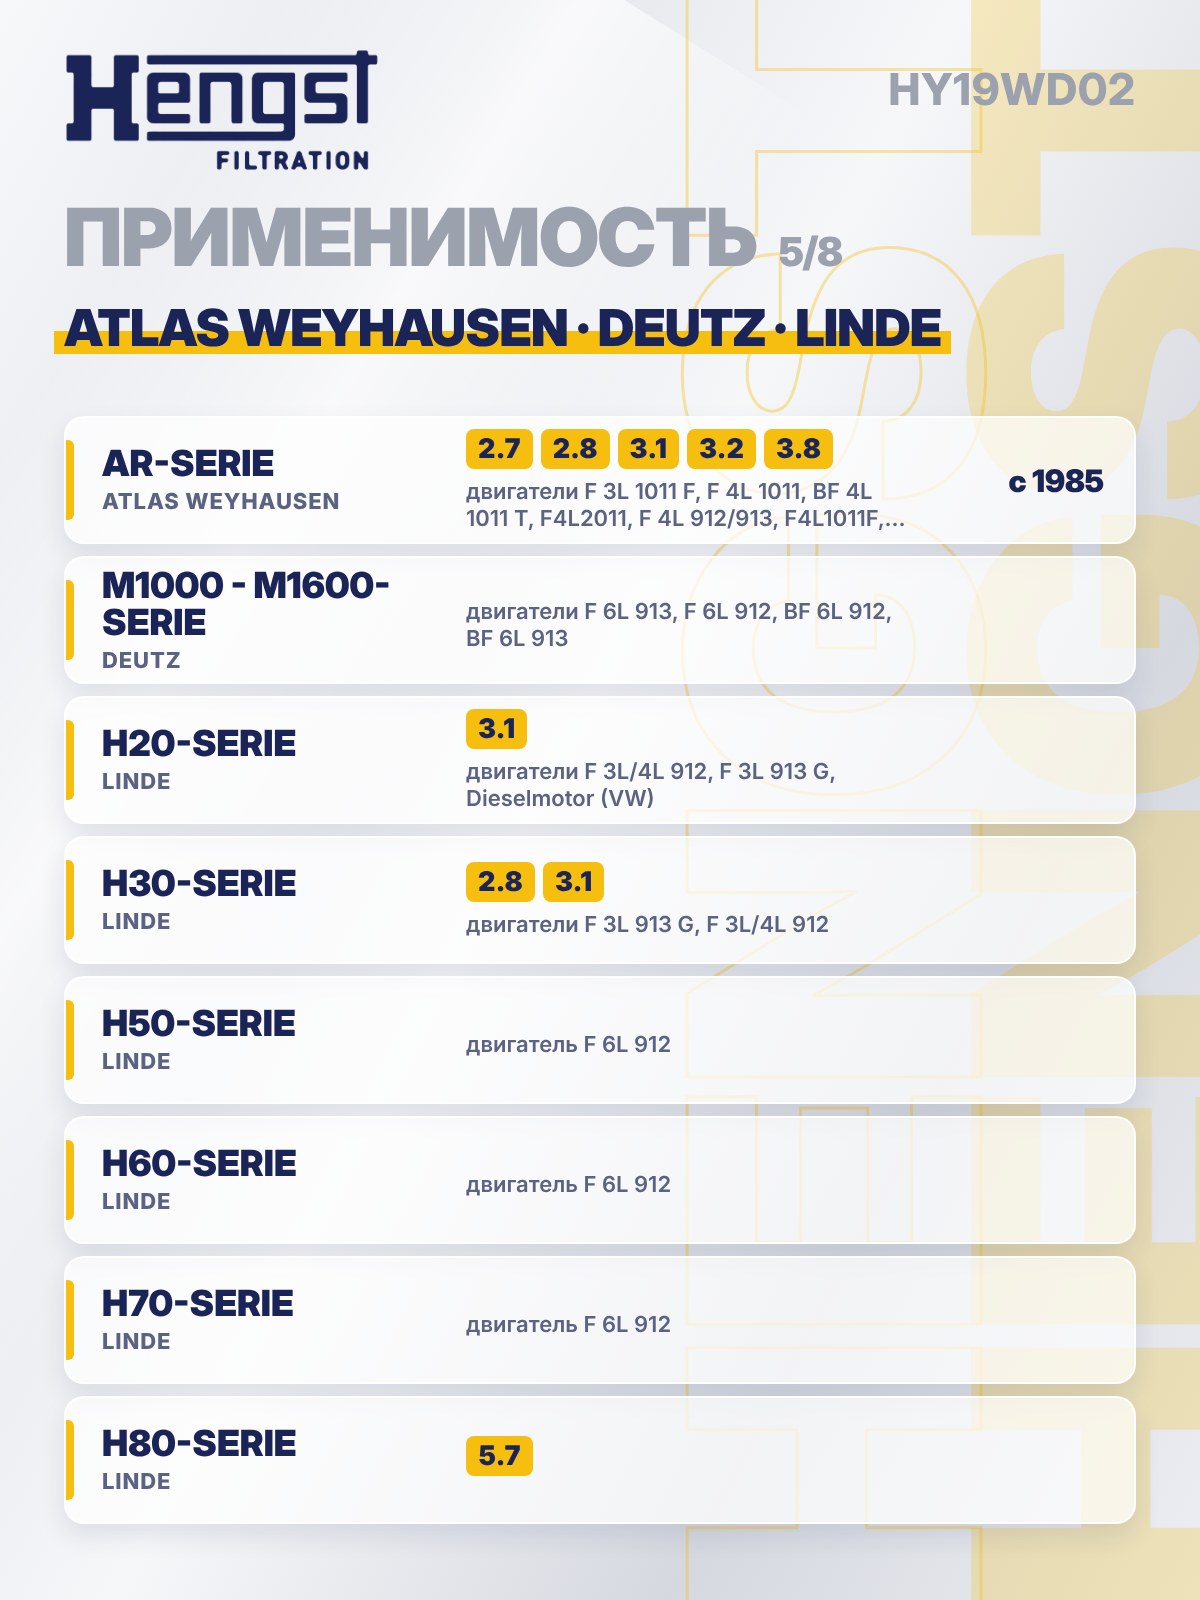 Hengst
FILTRATION
HY19WD02
ПРИМЕНИМОСТЬ 5/8
ATLAS WEYHAUSEN · DEUTZ · LINDE
AR-SERIE
ATLAS WEYHAUSEN
2.7 2.8 3.1 3.2 3.8
двигатели F 3L 1011 F, F 4L 1011, BF 4L
1011 T, F4L2011, F 4L 912/913, F4L1011F,...
с 1985
M1000 - M1600-
SERIE
DEUTZ
двигатели F 6L 913, F 6L 912, BF 6L 912,
BF 6L 913
H20-SERIE
LINDE
3.1
двигатели F 3L/4L 912, F 3L 913 G,
Dieselmotor (VW)
H30-SERIE
LINDE
2.8 3.1
двигатели F 3L 913 G, F 3L/4L 912
H50-SERIE
LINDE
двигатель F 6L 912
H60-SERIE
LINDE
двигатель F 6L 912
H70-SERIE
LINDE
двигатель F 6L 912
H80-SERIE
LINDE
5.7
HENGST
HENGST